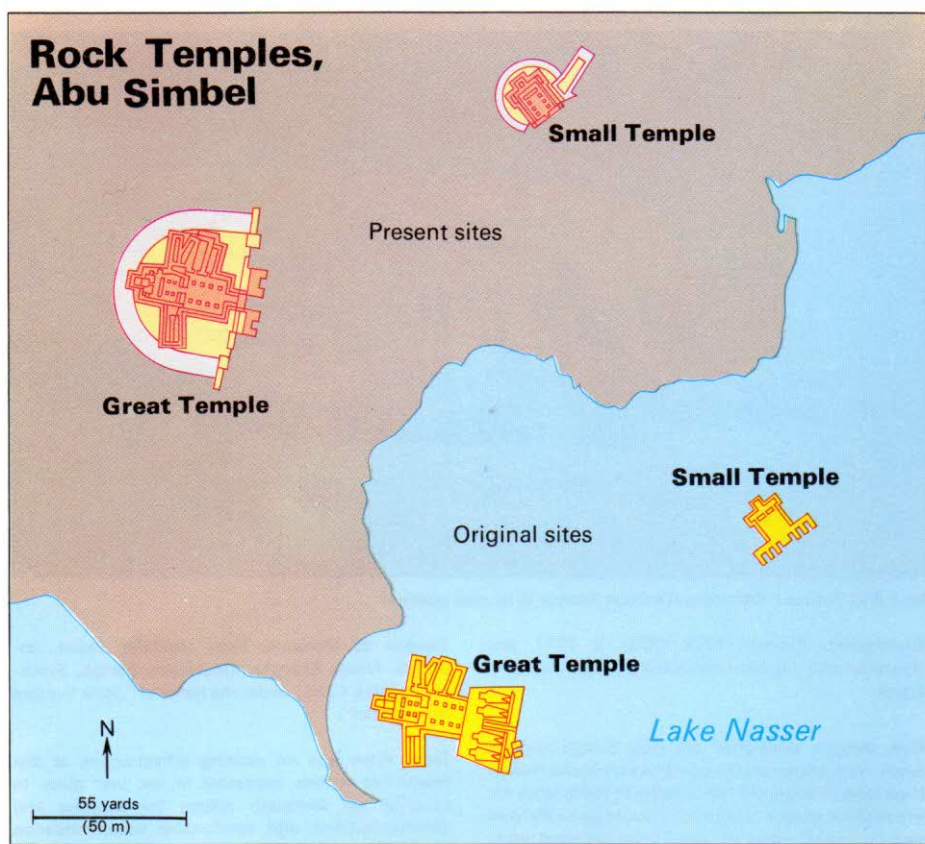 Rock Temples,
Abu Simbel
Small Temple
Present sites
Great Temple
Small Temple
Original sites
Great Temple
Lake Nasser
N
55 yards
(50 m)